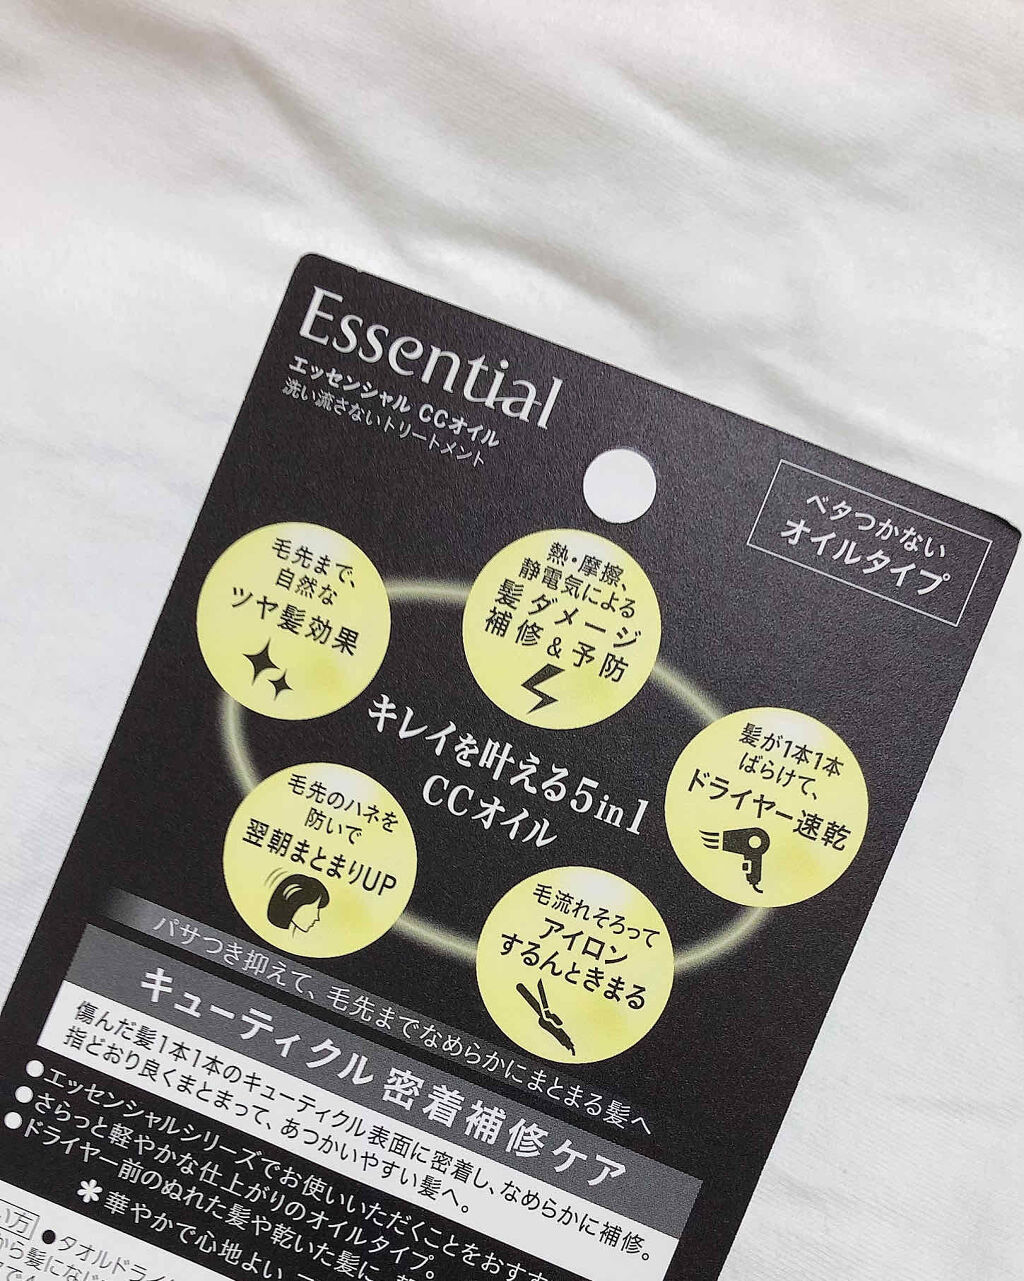 Essential
エッセンシャル CCオイル
洗い流さないトリートメント
ベタつかない
オイルタイプ
毛先まで、
自然な
ツヤ髪効果
熱・摩擦、
静電気による
髪ダメージ
補修&予防
髪が1本1本
ばらけて、
ドライヤー速乾
キレイを叶える5in1
CCオイル
毛先のハネを
防いで
翌朝まとまりUP
毛流れそろって
アイロン
するんときまる
パサつき抑えて、毛先までなめらかにまとまる髪へ
キューティクル 密着補修ケア
傷んだ髪1本1本のキューティクル表面に密着し、なめらかに補修。
指どおり良くまとまって、あつかいやすい髪へ。
●エッセンシャルシリーズでお使いいただくことをおす
●さらっと軽やかな仕上がりのオイルタイプ。
●ドライヤー前のぬれた髪や乾いた髪に、
*華やかで心地よい
い方 ●タオルドライ
から髪になじ